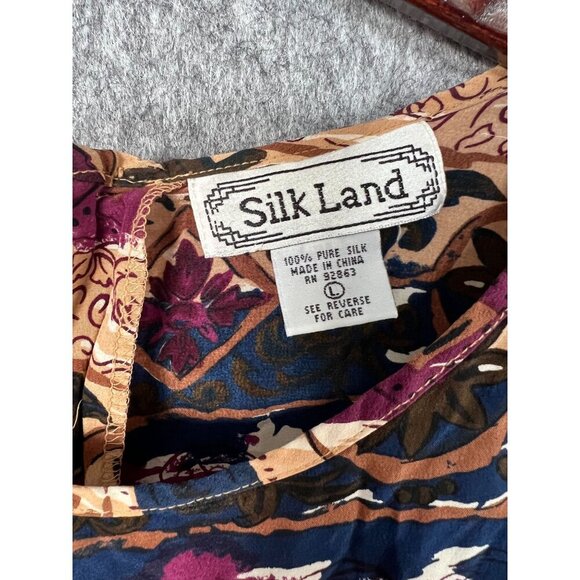 Silk Land
100% PURE SILK
MADE IN CHINA
RN 92863
L
SEE REVERSE
FOR CARE